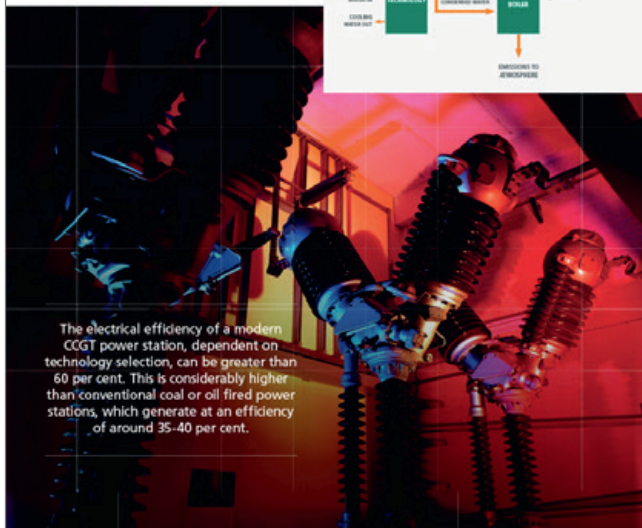 TECHNOLOGY
CONDENSED WATER
BOILER
COOLING
WATER OUT
EMISSIONS TO
ATMOSPHERE
The electrical efficiency of a modern
CCGT power station, dependent on
technology selection, can be greater than
60 per cent. This is considerably higher
than conventional coal or oil fired power
stations, which generate at an efficiency
of around 35-40 per cent.